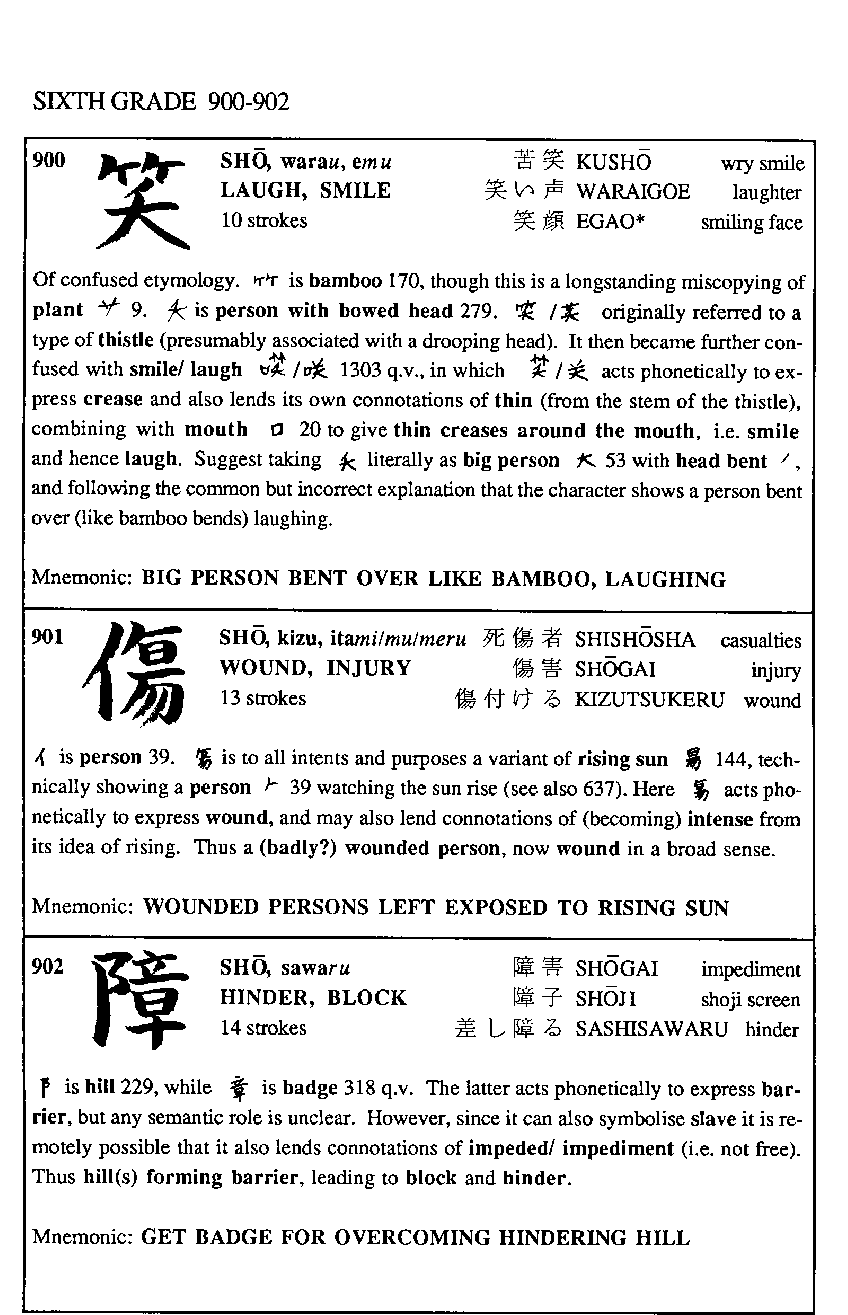 SIXTH GRADE 900-902
900 笑 SHŌ, warau, emu 苦笑 KUSHŌ wry smile
LAUGH, SMILE 笑い声 WARAIGOE laughter
10 strokes 笑顔 EGAO* smiling face
Of confused etymology. 𥫗 is bamboo 170, though this is a longstanding miscopying of
plant 9. 夭 is person with bowed head 279. / originally referred to a
type of thistle (presumably associated with a drooping head). It then became further con-
fused with smile/ laugh /咲 1303 q.v., in which / acts phonetically to ex-
press crease and also lends its own connotations of thin (from the stem of the thistle),
combining with mouth 口 20 to give thin creases around the mouth, i.e. smile
and hence laugh. Suggest taking 夭 literally as big person 大 53 with head bent ノ,
and following the common but incorrect explanation that the character shows a person bent
over (like bamboo bends) laughing.
Mnemonic: BIG PERSON BENT OVER LIKE BAMBOO, LAUGHING
901 傷 SHŌ, kizu, itami/mu/meru 死傷者 SHISHŌSHA casualties
WOUND, INJURY 傷害 SHŌGAI injury
13 strokes 傷付ける KIZUTSUKERU wound
亻 is person 39. is to all intents and purposes a variant of rising sun 昜 144, tech-
nically showing a person 𠂉 39 watching the sun rise (see also 637). Here acts pho-
netically to express wound, and may also lend connotations of (becoming) intense from
its idea of rising. Thus a (badly?) wounded person, now wound in a broad sense.
Mnemonic: WOUNDED PERSONS LEFT EXPOSED TO RISING SUN
902 障 SHŌ, sawaru 障害 SHŌGAI impediment
HINDER, BLOCK 障子 SHŌJI shoji screen
14 strokes 差し障る SASHISAWARU hinder
阝 is hill 229, while 章 is badge 318 q.v. The latter acts phonetically to express bar-
rier, but any semantic role is unclear. However, since it can also symbolise slave it is re-
motely possible that it also lends connotations of impeded/ impediment (i.e. not free).
Thus hill(s) forming barrier, leading to block and hinder.
Mnemonic: GET BADGE FOR OVERCOMING HINDERING HILL